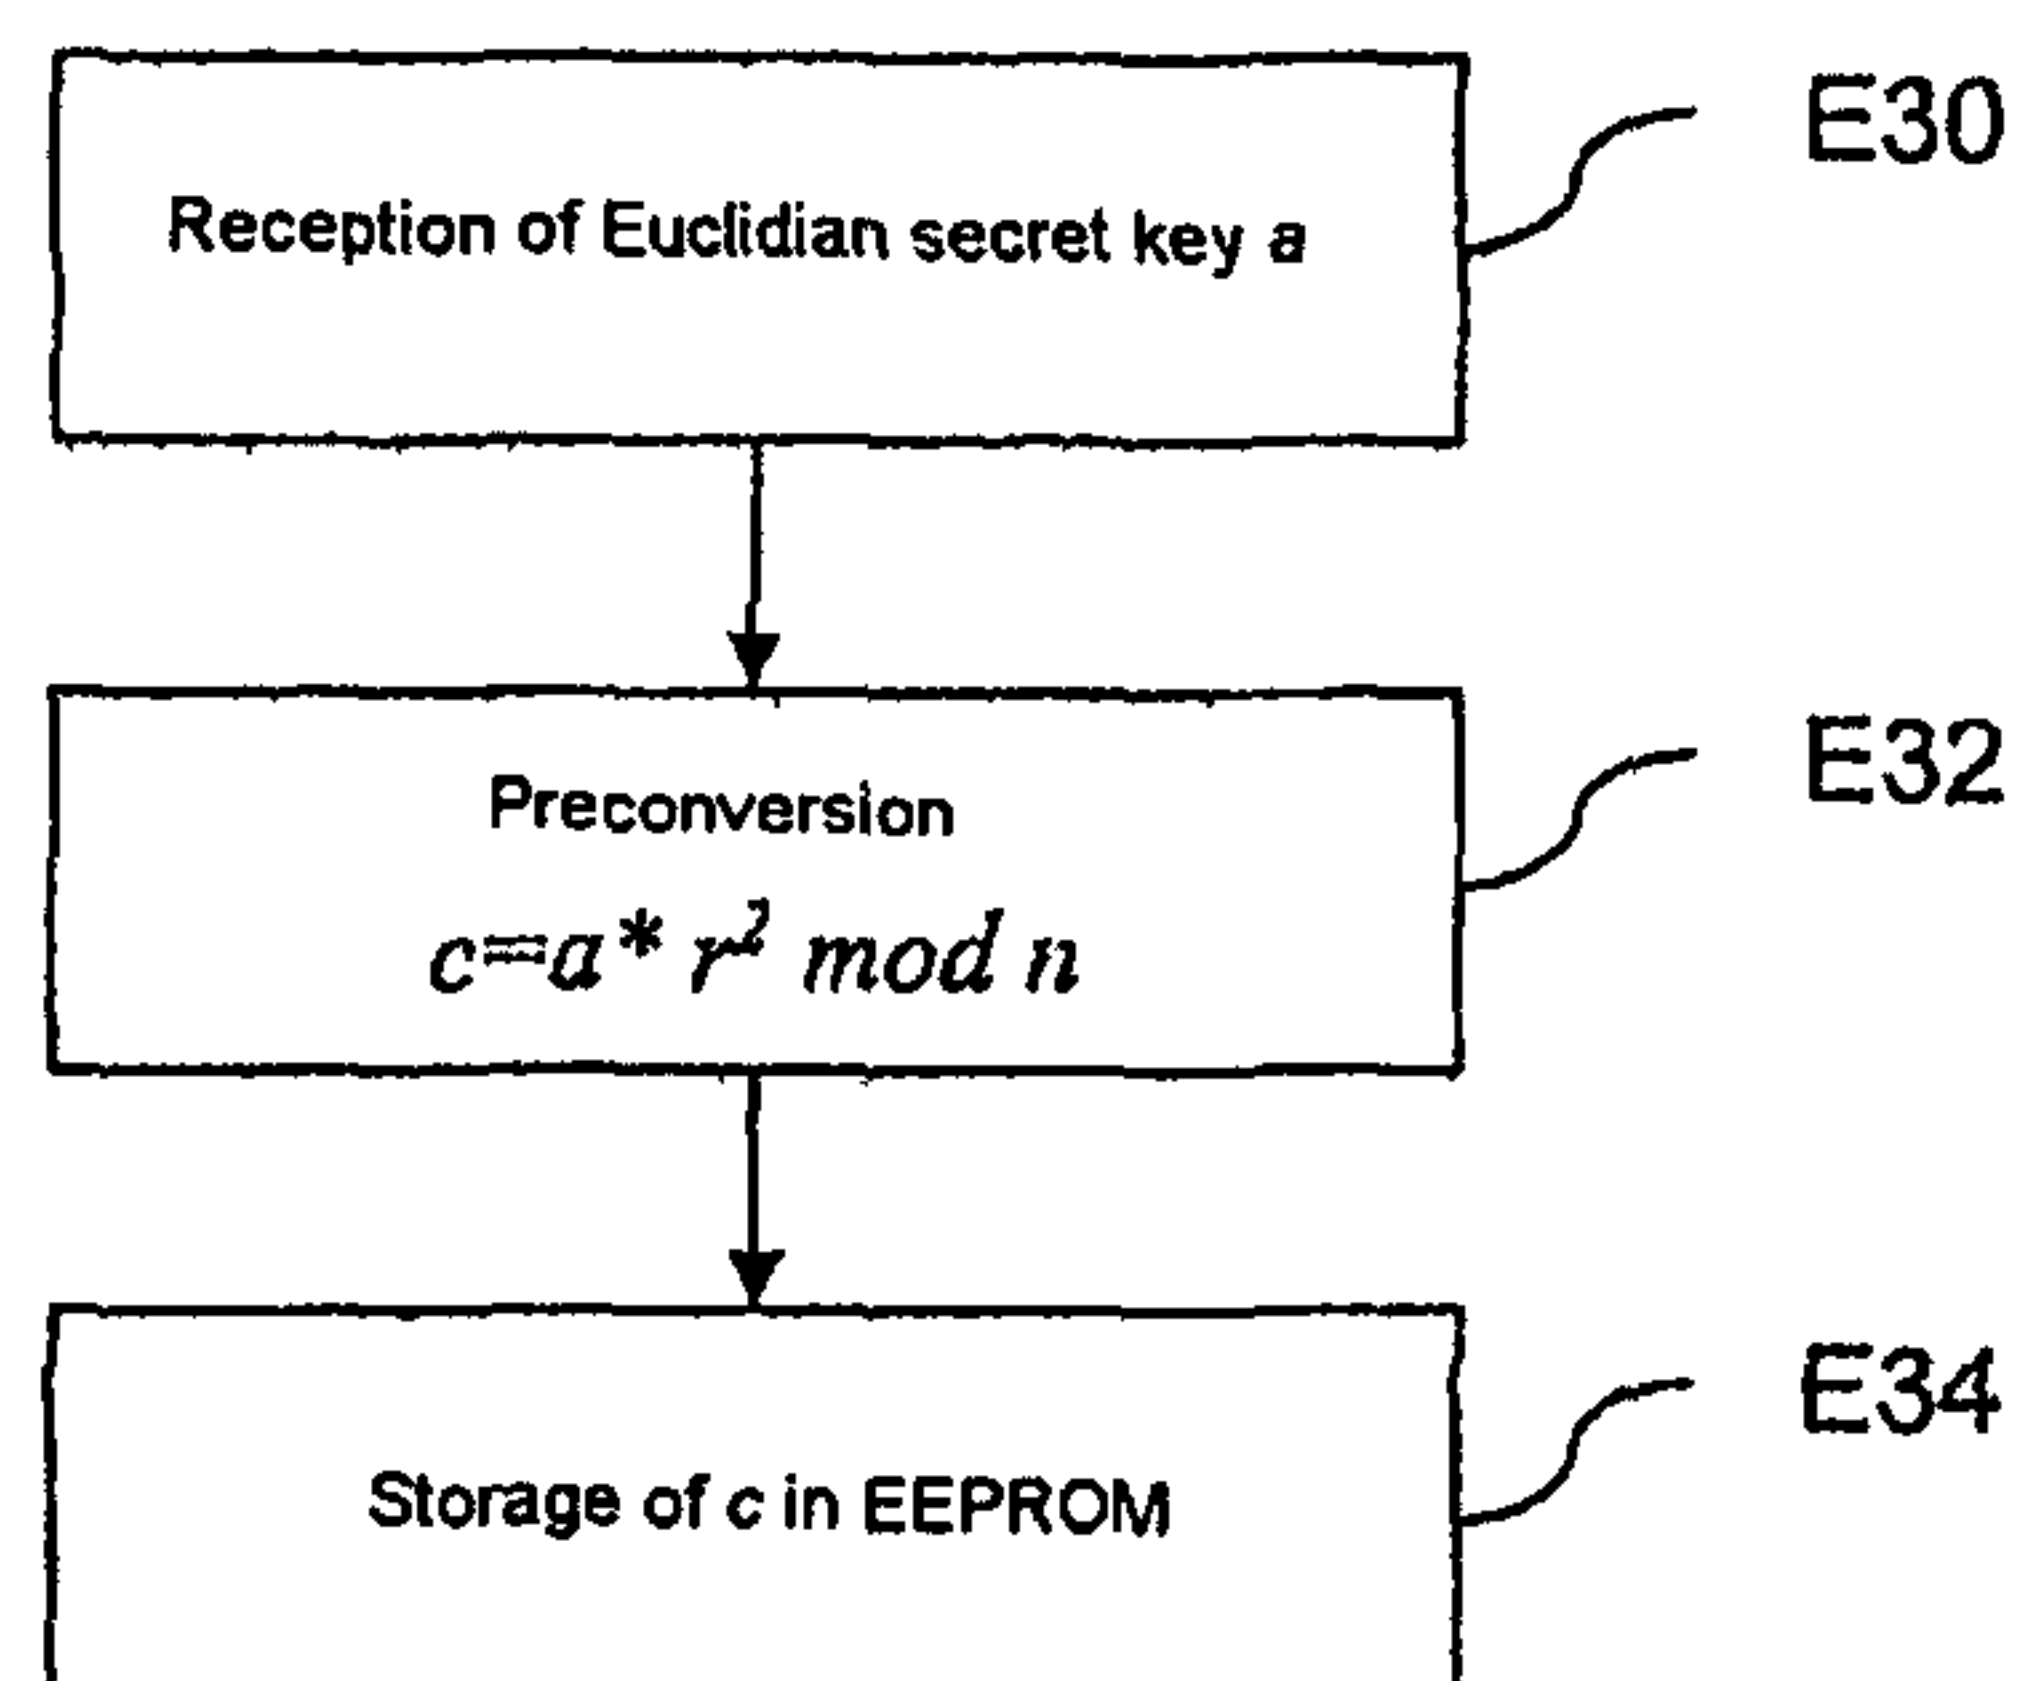 Reception of Euclidian secret key a
E30
Preconversion
c=a* r² mod n
E32
Storage of c in EEPROM
E34